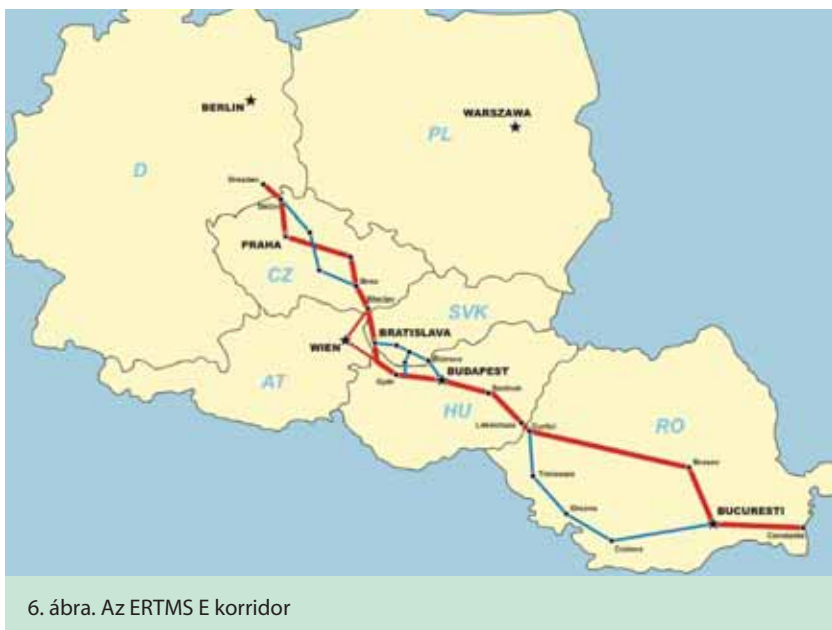 BERLIN
WARSZAWA
PL
D
Dresden
PRAHA
CZ
Brno
Břeclav
SVK
BRATISLAVA
WIEN
BUDAPEST
AT
Győr
Szolnok
HU
Curtici
RO
Brasov
Timisoara
BUCURESTI
Craiova
Constanta
6. ábra. Az ERTMS E korridor